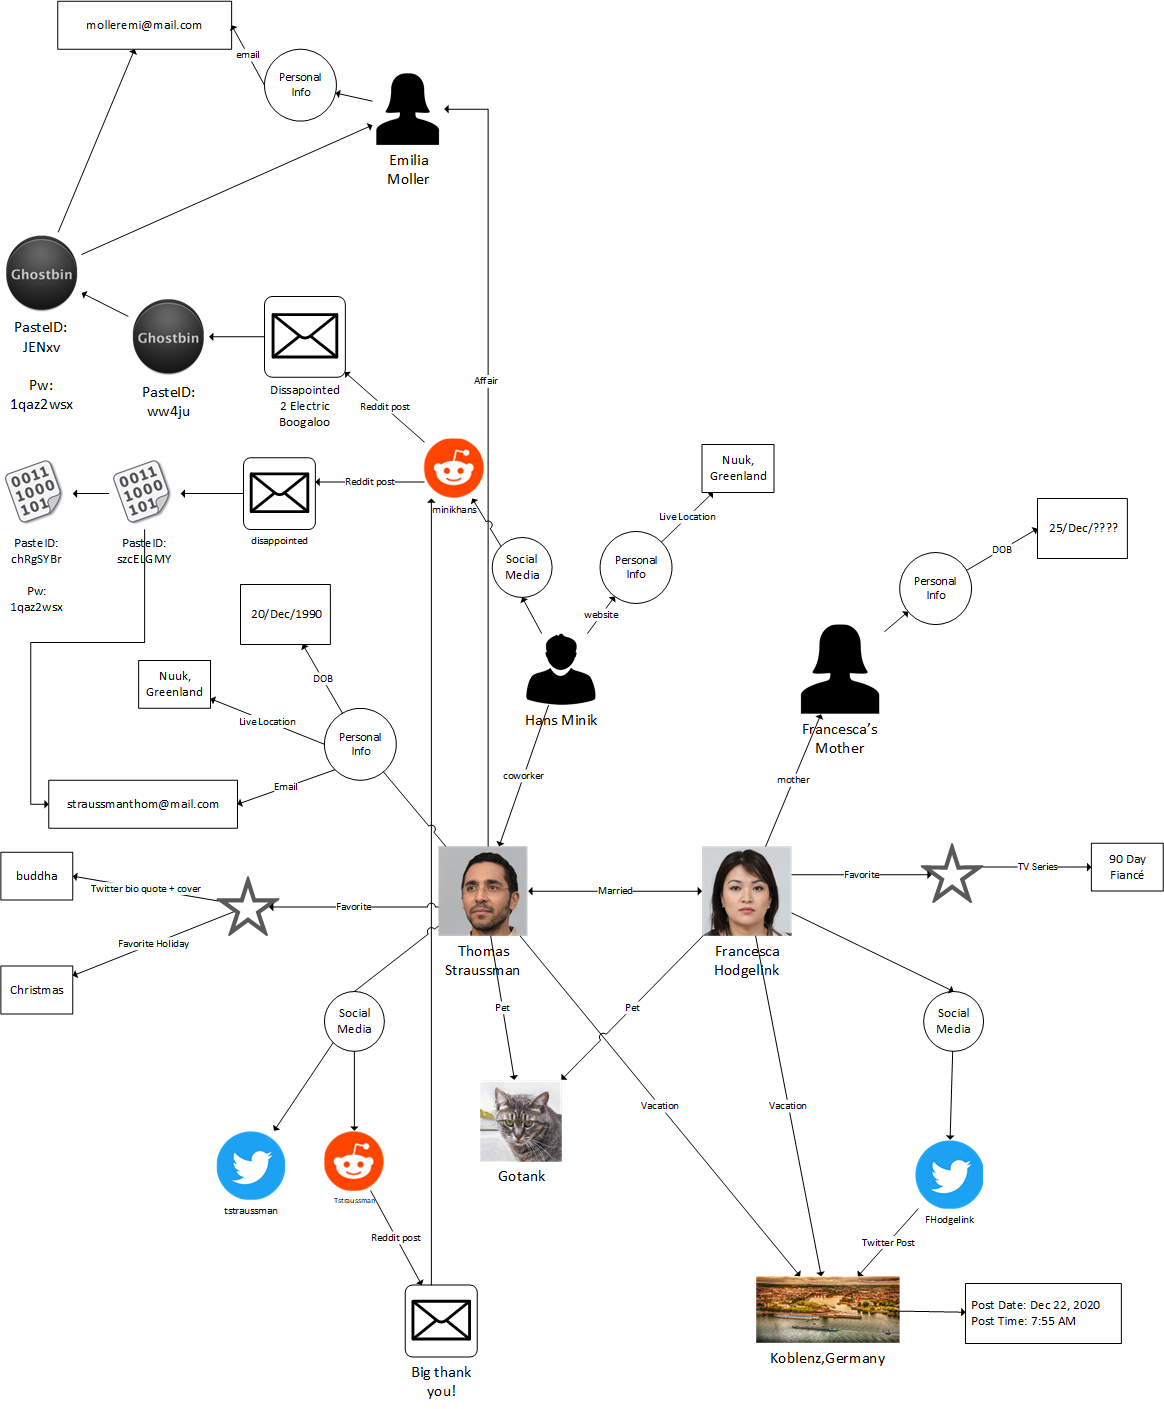 molleremi@mail.com
email
Personal
Info
Emilia
Moller
Ghostbin
PasteID:
JENxv
Pw:
1qaz2wsx
Ghostbin
PasteID:
ww4ju
Dissapointed
2 Electric
Boogaloo
Affair
Reddit post
minikhans
Reddit post
disappointed
0011
1000
101
PasteID:
chRgSYBr
Pw:
1qaz2wsx
0011
1000
101
PasteID:
szcELGMY
Nuuk,
Greenland
Live Location
Personal
Info
website
Social
Media
Hans Minik
coworker
25/Dec/????
DOB
Personal
Info
Francesca's
Mother
mother
20/Dec/1990
DOB
Nuuk,
Greenland
Live Location
Personal
Info
Email
straussmanthom@mail.com
buddha
Twitter bio quote + cover
Favorite
Favorite Holiday
Christmas
Thomas
Straussman
Married
Francesca
Hodgelink
Favorite
TV Series
90 Day
Fiancé
Social
Media
Pet
Pet
Social
Media
Vacation
Vacation
Gotank
tstraussman
Tstraussman
Reddit post
Big thank
you!
FHodgelink
Twitter Post
Koblenz,Germany
Post Date: Dec 22, 2020
Post Time: 7:55 AM